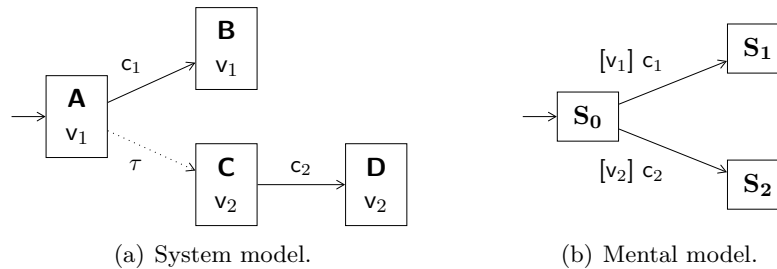 A
v₁
c₁
B
v₁
τ
C
v₂
c₂
D
v₂
(a) System model.
S₀
[v₁] c₁
S₁
[v₂] c₂
S₂
(b) Mental model.